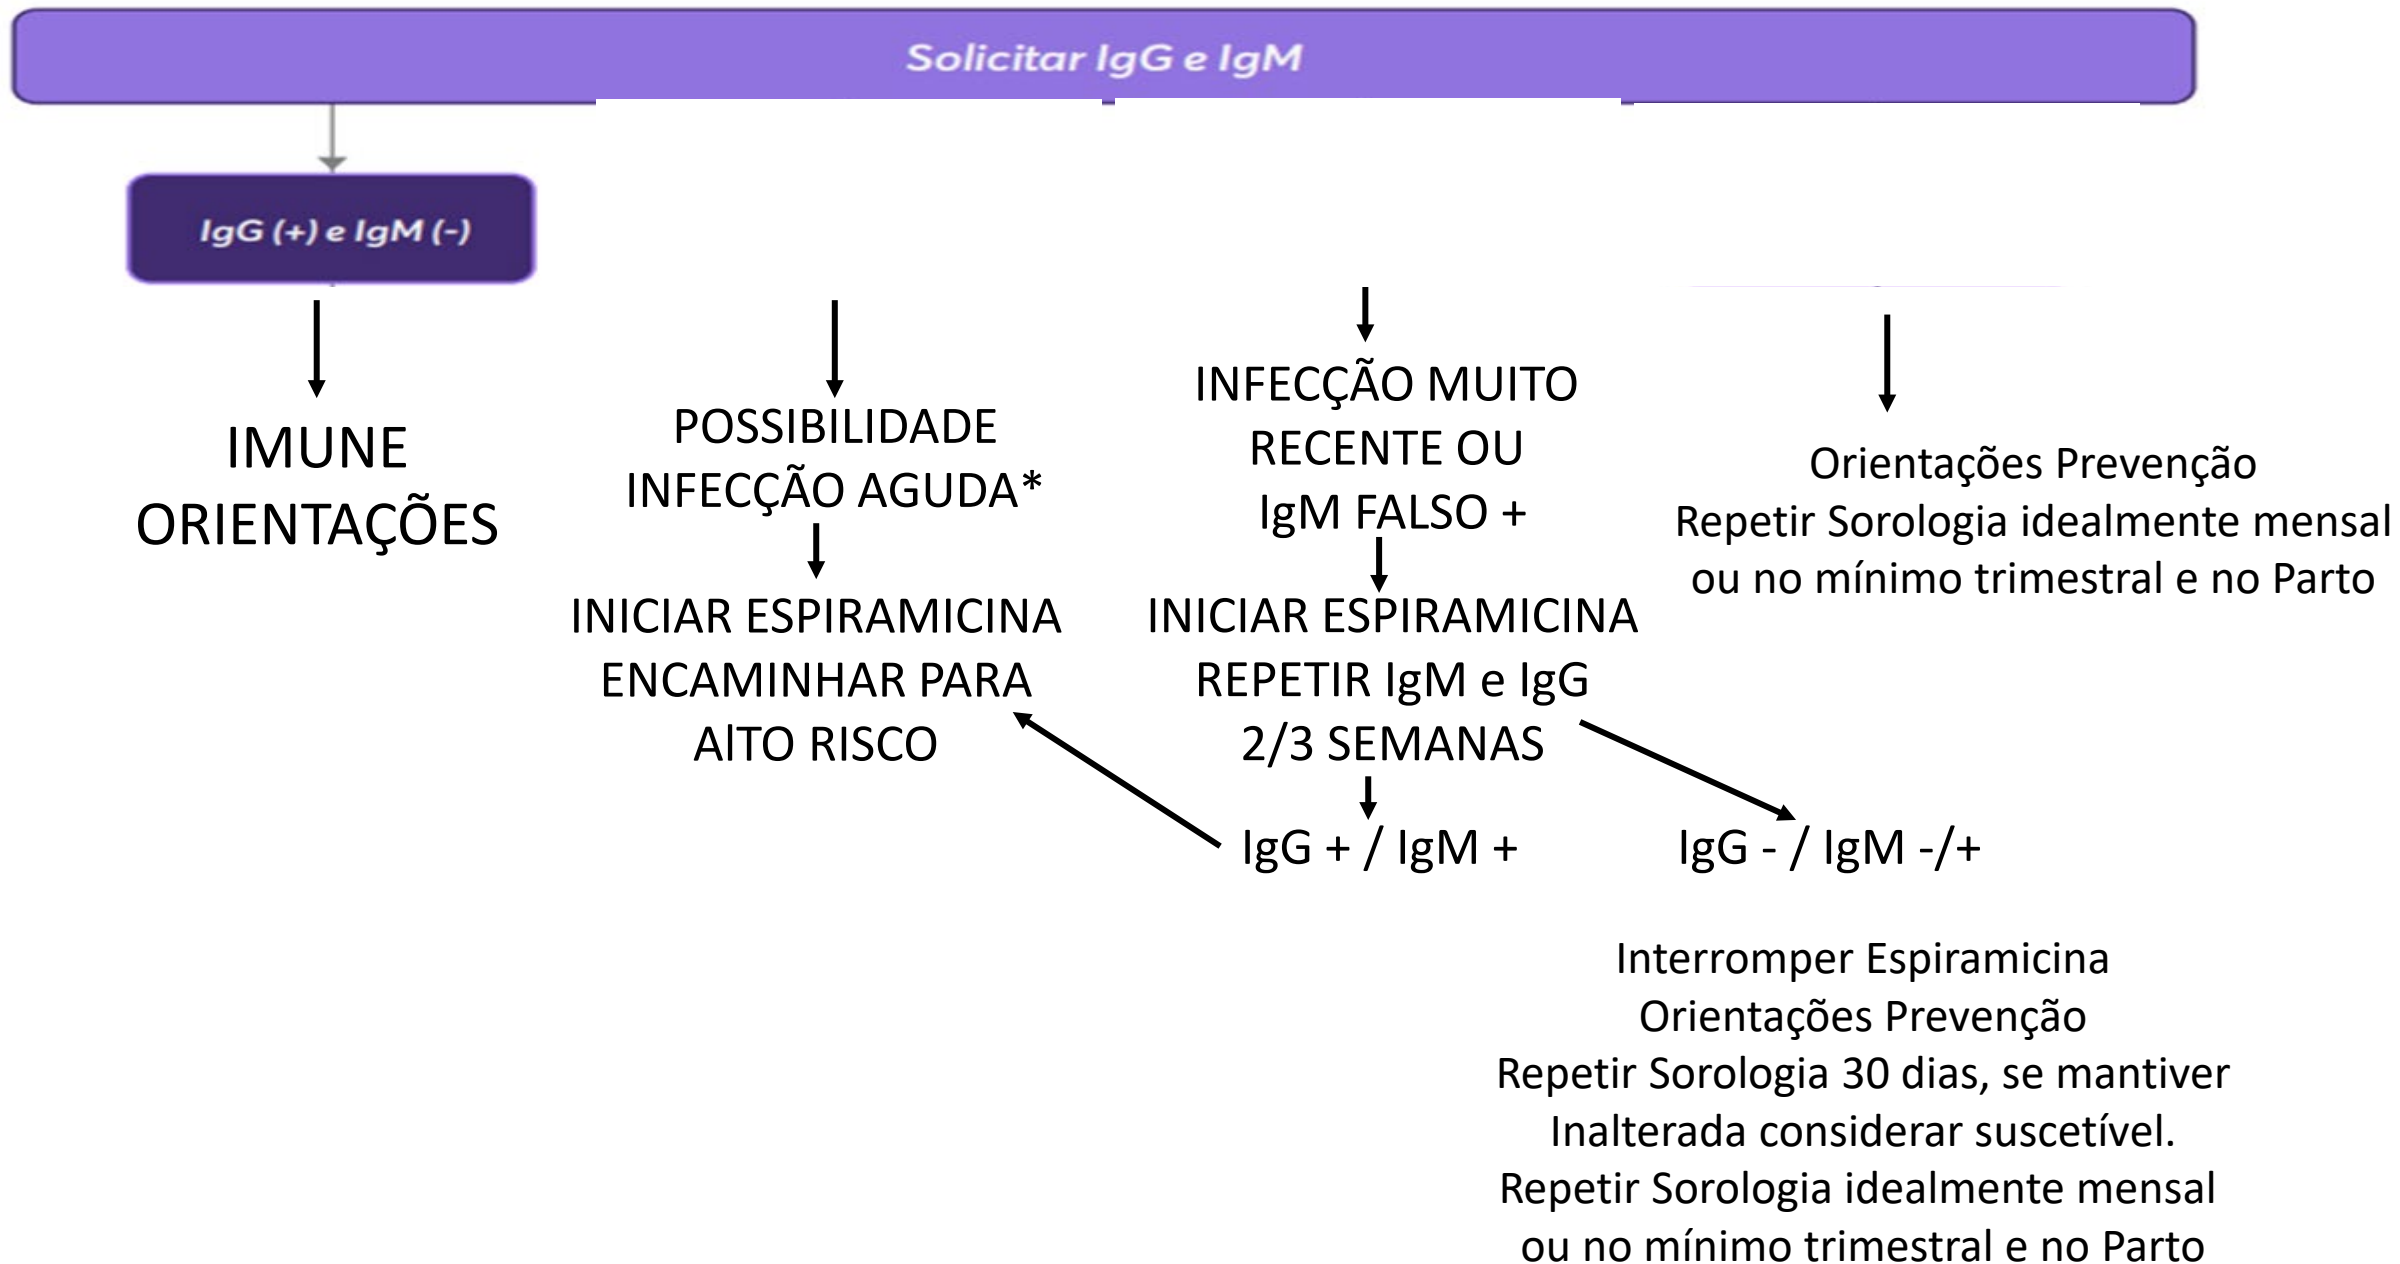 Solicitar IgG e IgM
IgG (+) e IgM (-)
IMUNE
ORIENTAÇÕES
POSSIBILIDADE
INFECÇÃO AGUDA*
INICIAR ESPIRAMICINA
ENCAMINHAR PARA
AlTO RISCO
INFECÇÃO MUITO
RECENTE OU
IgM FALSO +
INICIAR ESPIRAMICINA
REPETIR IgM e IgG
2/3 SEMANAS
IgG + / IgM +
Orientações Prevenção
Repetir Sorologia idealmente mensal
ou no mínimo trimestral e no Parto
IgG - / IgM -/+
Interromper Espiramicina
Orientações Prevenção
Repetir Sorologia 30 dias, se mantiver
Inalterada considerar suscetível.
Repetir Sorologia idealmente mensal
ou no mínimo trimestral e no Parto